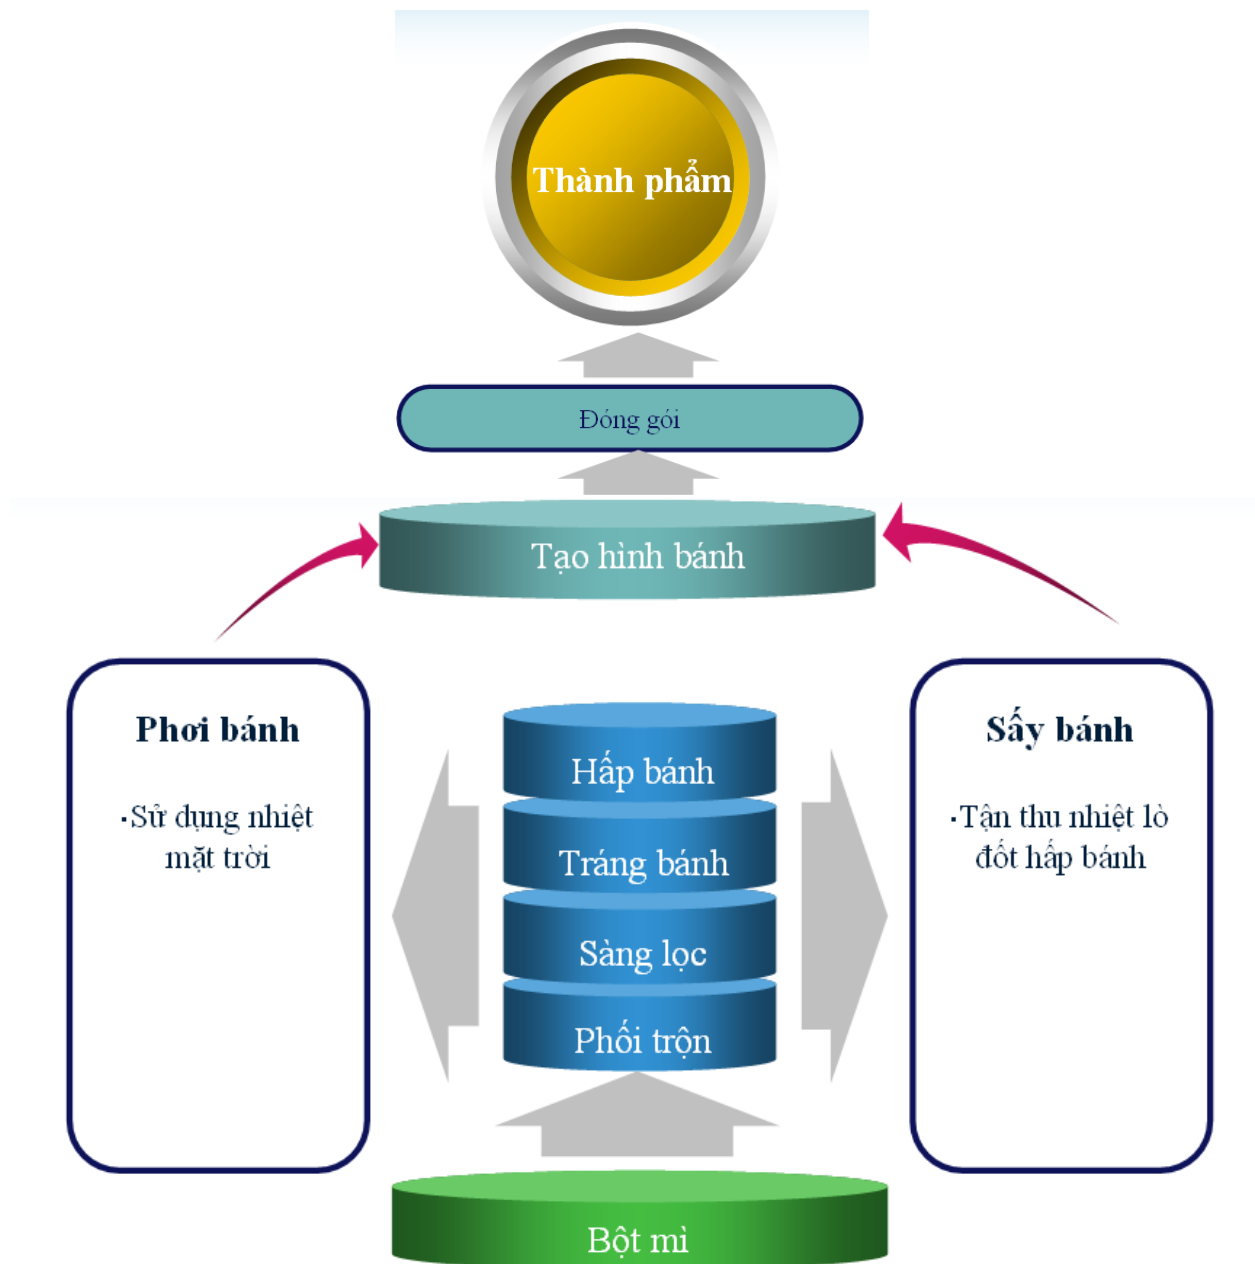 Thành phẩm
Đóng gói
Tạo hình bánh
Phơi bánh
·Sử dụng nhiệt
mặt trời
Hấp bánh
Tráng bánh
Sàng lọc
Phối trộn
Sấy bánh
·Tận thu nhiệt lò
đốt hấp bánh
Bột mì